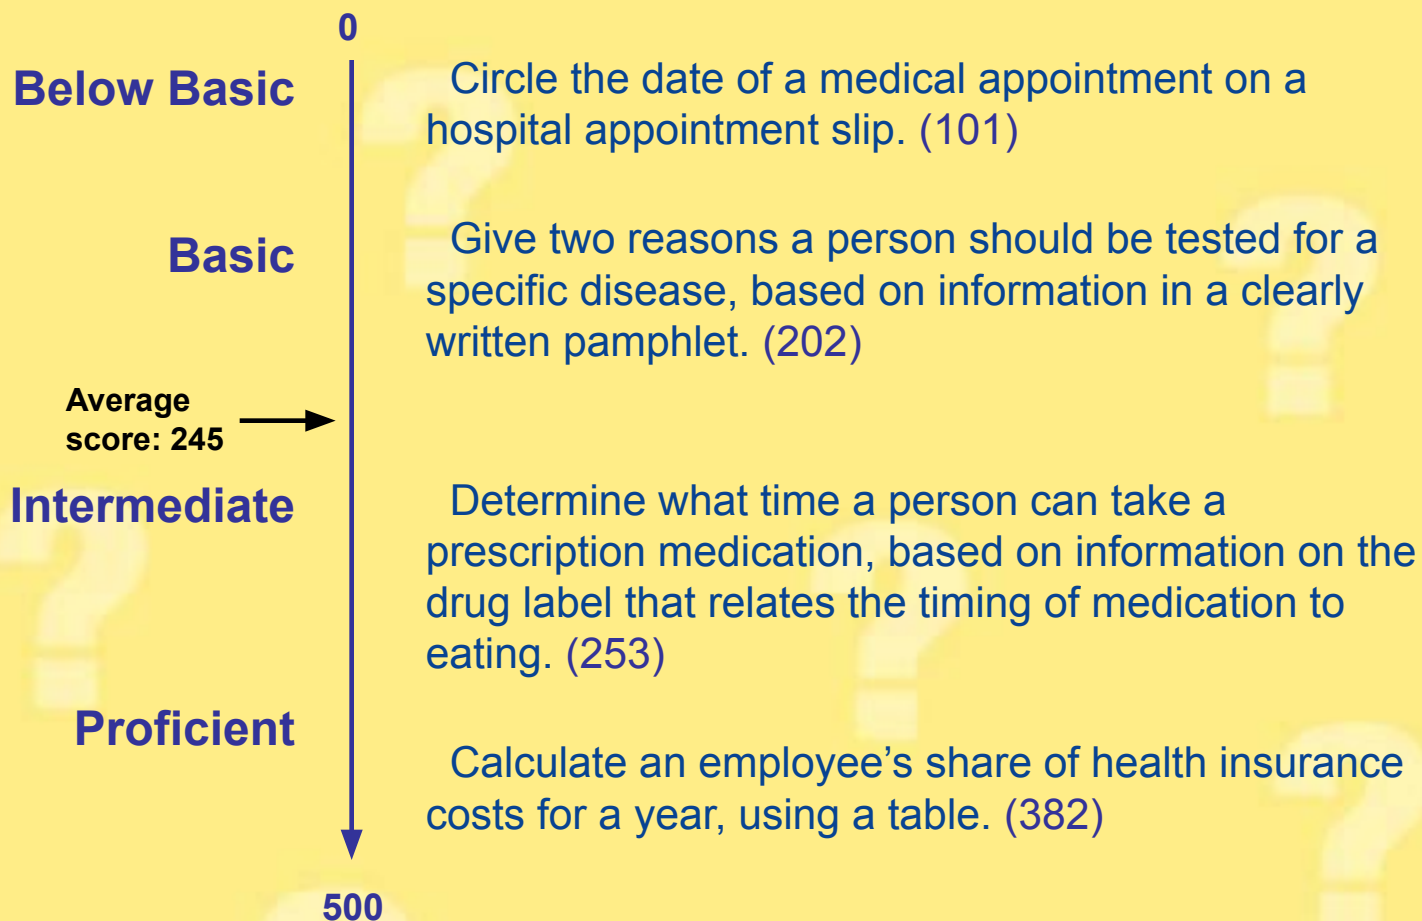 0
Below Basic
Circle the date of a medical appointment on a
hospital appointment slip. (101)
Basic
Give two reasons a person should be tested for a
specific disease, based on information in a clearly
written pamphlet. (202)
Average
score: 245
Intermediate
Determine what time a person can take a
prescription medication, based on information on the
drug label that relates the timing of medication to
eating. (253)
Proficient
Calculate an employee’s share of health insurance
costs for a year, using a table. (382)
500